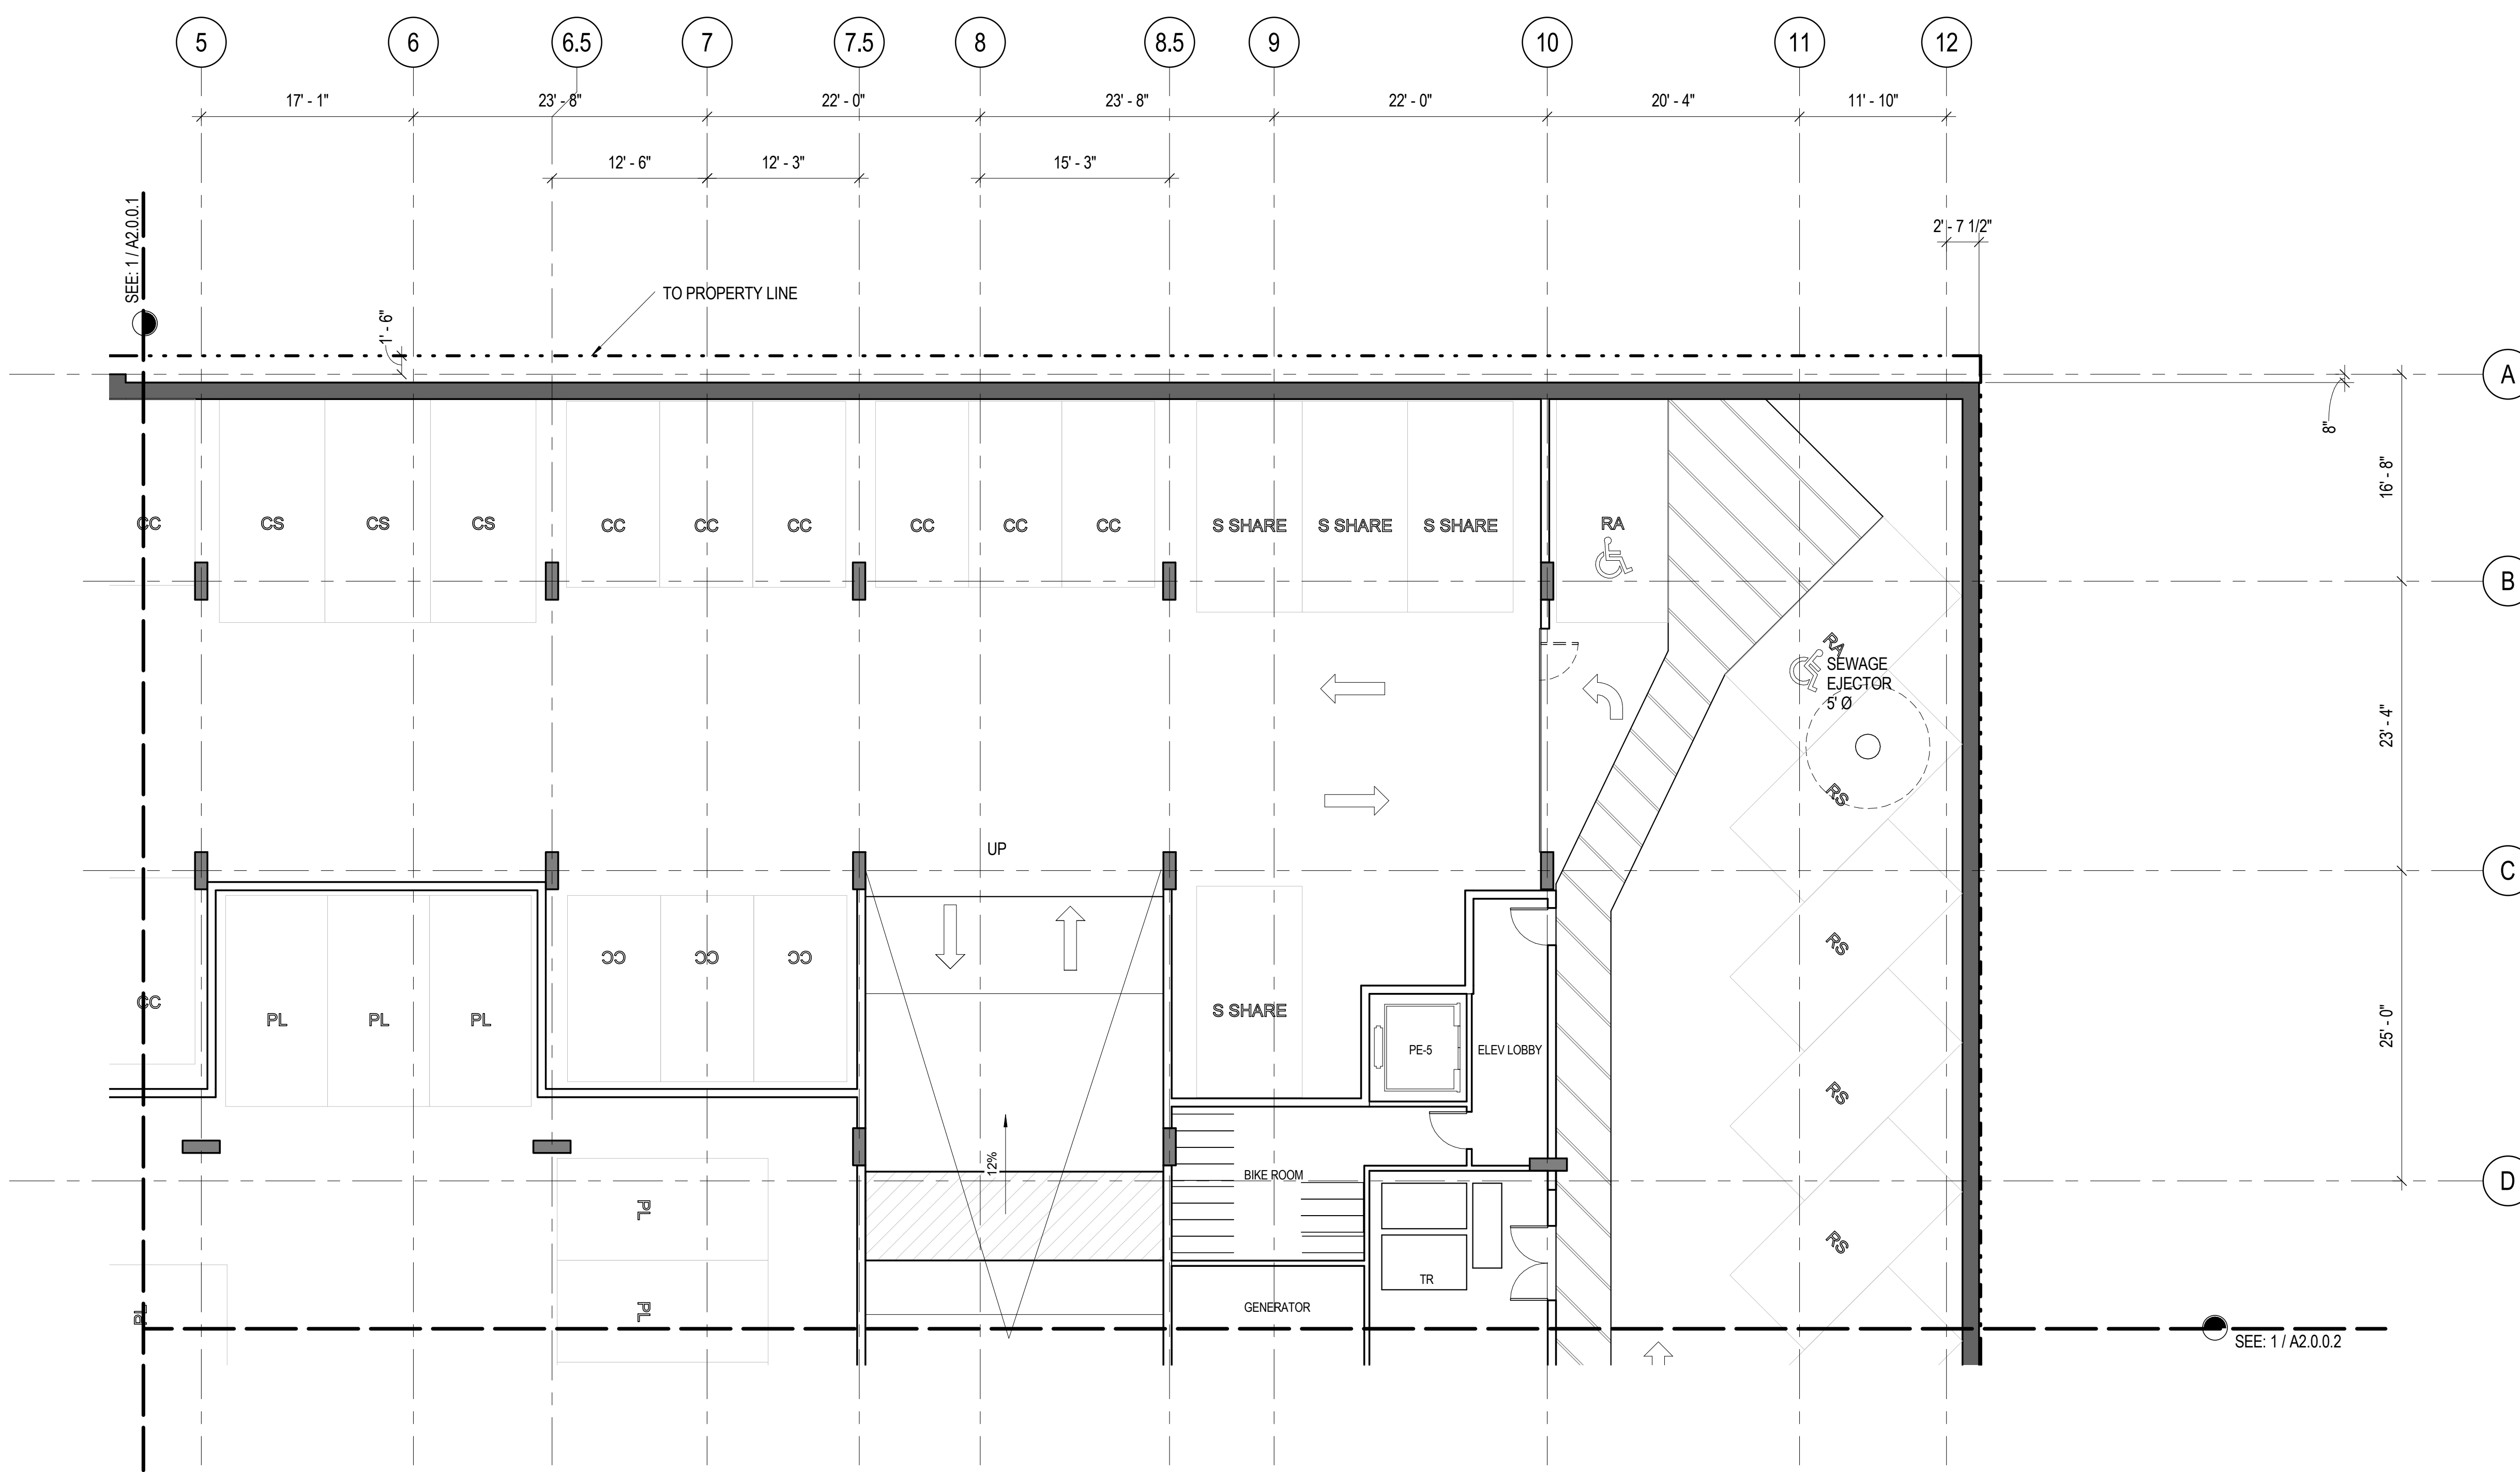 5
6
6.5
7
7.5
8
8.5
9
10
11
12
17' - 1"
23' - 8"
22' - 0"
23' - 8"
22' - 0"
20' - 4"
11' - 10"
12' - 6"
12' - 3"
15' - 3"
2' - 7 1/2"
SEE: 1 / A2.0.0.1
TO PROPERTY LINE
1' - 6"
A
8"
16' - 8"
CC
CS
CS
CS
CC
CC
CC
CC
CC
CC
S SHARE
S SHARE
S SHARE
RA
B
RA
SEWAGE
EJECTOR
5' Ø
23' - 4"
RS
UP
C
RS
CC
CC
CC
CC
PL
PL
PL
S SHARE
PE-5
ELEV LOBBY
25' - 0"
RS
12%
BIKE ROOM
D
PL
RS
PL
PL
TR
GENERATOR
SEE: 1 / A2.0.0.2